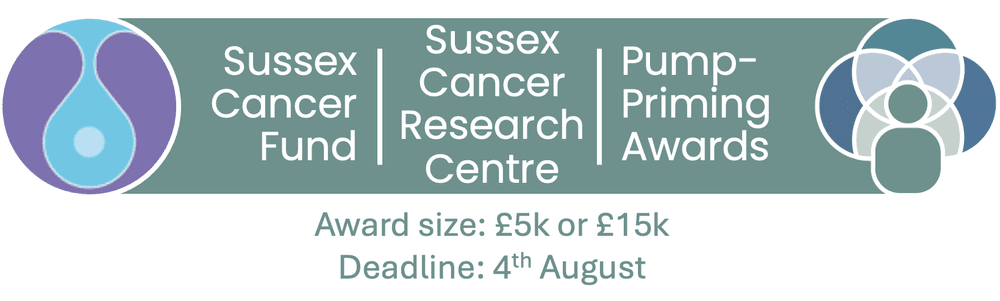 Sussex
Cancer
Fund
Sussex
Cancer
Research
Centre
Pump-
Priming
Awards
Award size: £5k or £15k
Deadline: 4th August